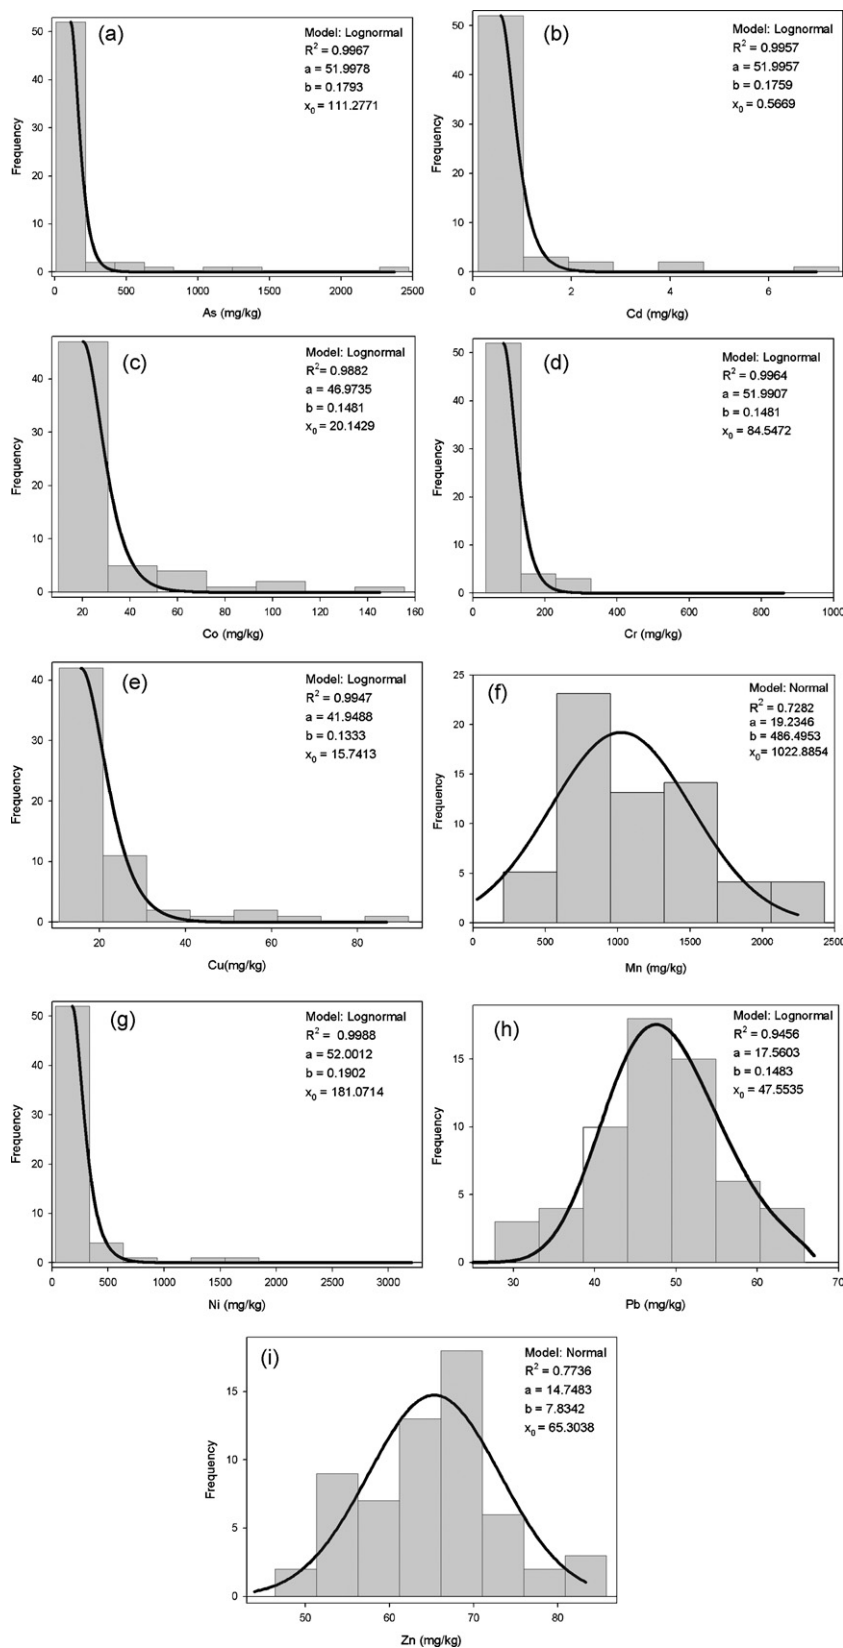 (a)
Model: Lognormal
R² = 0.9967
a = 51.9978
b = 0.1793
x₀ = 111.2771
Frequency
50
40
30
20
10
0
0 500 1000 1500 2000 2500
As (mg/kg)
(b)
Model: Lognormal
R² = 0.9957
a = 51.9957
b = 0.1759
x₀ = 0.5669
Frequency
50
40
30
20
10
0
0 2 4 6
Cd (mg/kg)
(c)
Model: Lognormal
R²= 0.9882
a = 46.9735
b = 0.1481
x₀ = 20.1429
Frequency
40
30
20
10
0
20 40 60 80 100 120 140 160
Co (mg/kg)
(d)
Model: Lognormal
R² = 0.9964
a = 51.9907
b = 0.1481
x₀ = 84.5472
Frequency
50
40
30
20
10
0
0 200 400 600 800 1000
Cr (mg/kg)
(e)
Model: Lognormal
R² = 0.9947
a = 41.9488
b = 0.1333
x₀ = 15.7413
Frequency
40
30
20
10
0
20 40 60 80
Cu(mg/kg)
(f)
Model: Normal
R² = 0.7282
a = 19.2346
b = 486.4953
x₀= 1022.8854
Frequency
25
20
15
10
5
0
0 500 1000 1500 2000 2500
Mn (mg/kg)
(g)
Model: Lognormal
R² = 0.9988
a = 52.0012
b = 0.1902
x₀ = 181.0714
Frequency
50
40
30
20
10
0
0 500 1000 1500 2000 2500 3000
Ni (mg/kg)
(h)
Model: Lognormal
R² = 0.9456
a = 17.5603
b = 0.1483
x₀ = 47.5535
Frequency
15
10
5
0
30 40 50 60 70
Pb (mg/kg)
(i)
Model: Normal
R² = 0.7736
a = 14.7483
b = 7.8342
x₀ = 65.3038
Frequency
15
10
5
0
50 60 70 80
Zn (mg/kg)